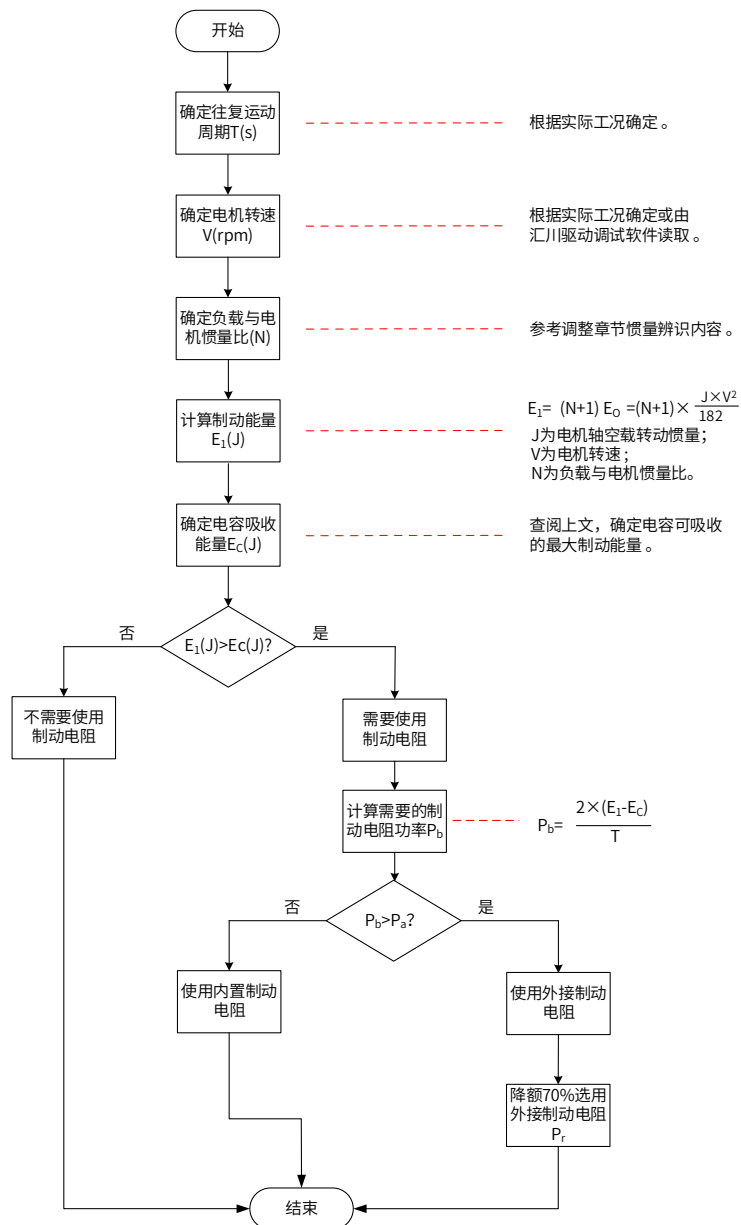 开始
确定往复运动
周期T(s)
根据实际工况确定。
确定电机转速
V(rpm)
根据实际工况确定或由
汇川驱动调试软件读取。
确定负载与电
机惯量比(N)
参考调整章节惯量辨识内容。
计算制动能量
E₁(J)
E₁= (N+1) E₀ =(N+1)× J×V²
182
J为电机轴空载转动惯量；
V为电机转速；
N为负载与电机惯量比。
确定电容吸收
能量E_C(J)
查阅上文，确定电容可吸收
的最大制动能量。
否
E₁(J)>Ec(J)?
是
不需要使用
制动电阻
需要使用
制动电阻
计算需要的制
动电阻功率P_b
P_b= 2×(E₁-E_C)
T
否
P_b>P_a?
是
使用内置制动
电阻
使用外接制动
电阻
降额70%选用
外接制动电阻
P_r
结束